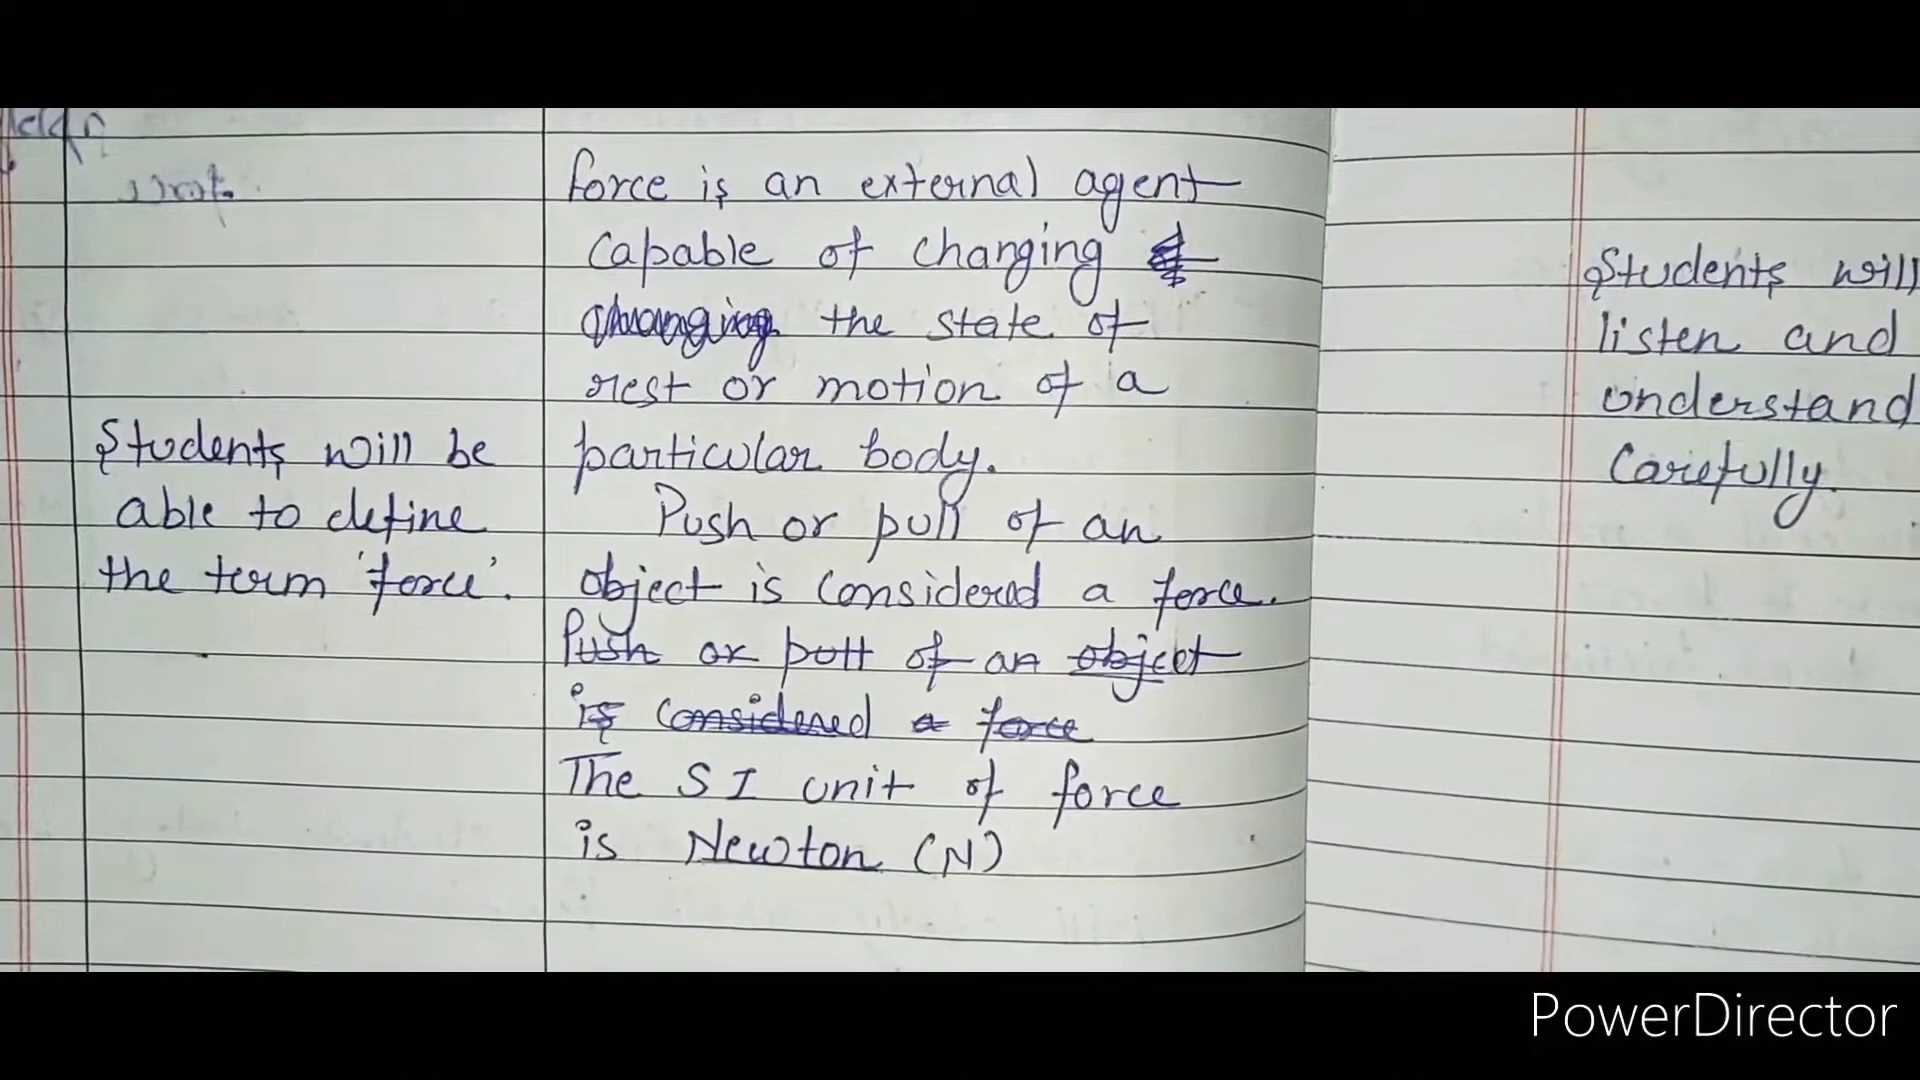 Force is an external agent
Capable of changing
changing the state of
rest or motion of a
particular body.
Students will be
able to define
the term 'force'.
Push or pull of an
object is considered a force.
Push or pull of an object
is considered a force
The SI unit of force
is Newton (N)
Students will
listen and
understand
Carefully.
PowerDirector